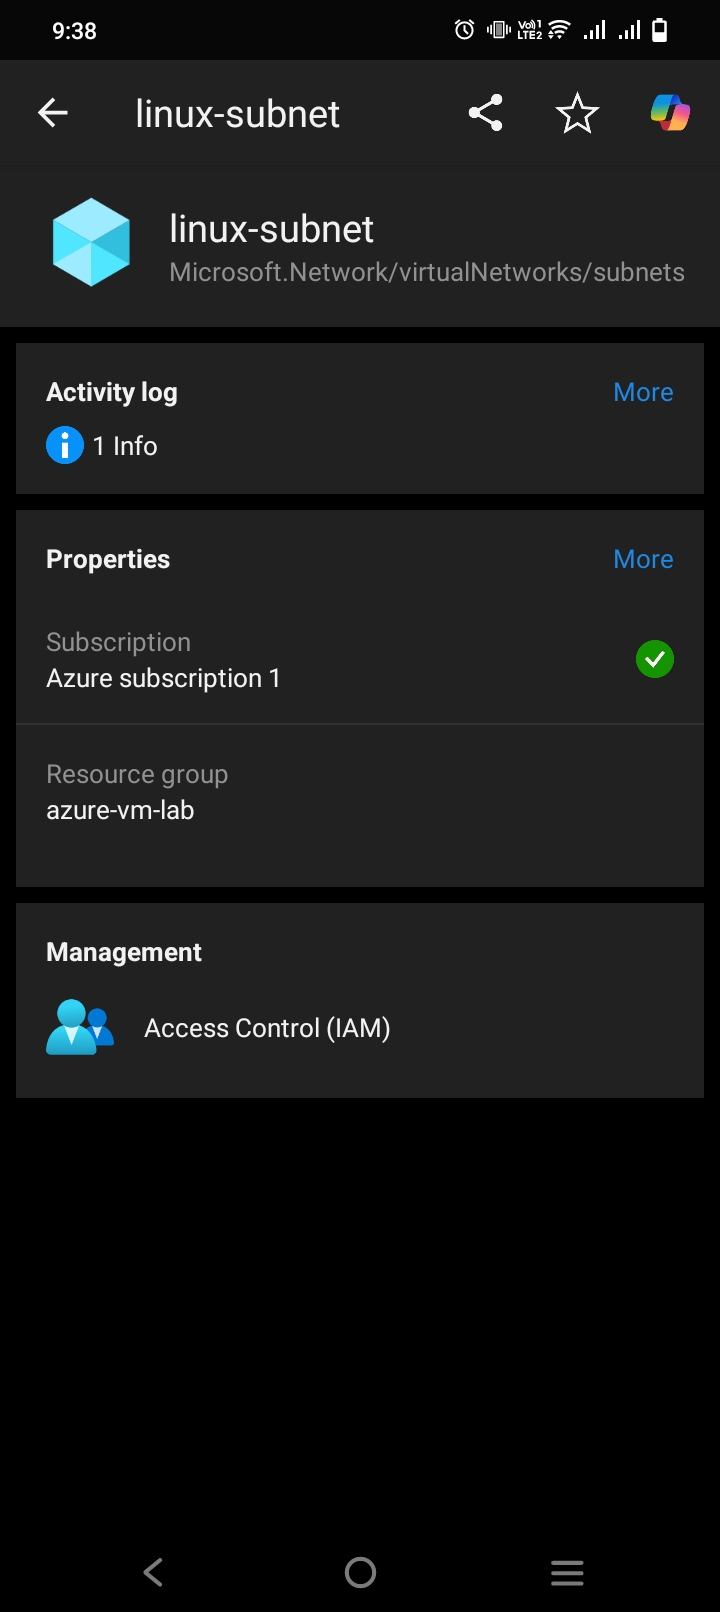 9:38
Vo) 1
LTE2
linux-subnet
linux-subnet
Microsoft.Network/virtualNetworks/subnets
Activity log
More
1 Info
Properties
More
Subscription
Azure subscription 1
Resource group
azure-vm-lab
Management
Access Control (IAM)